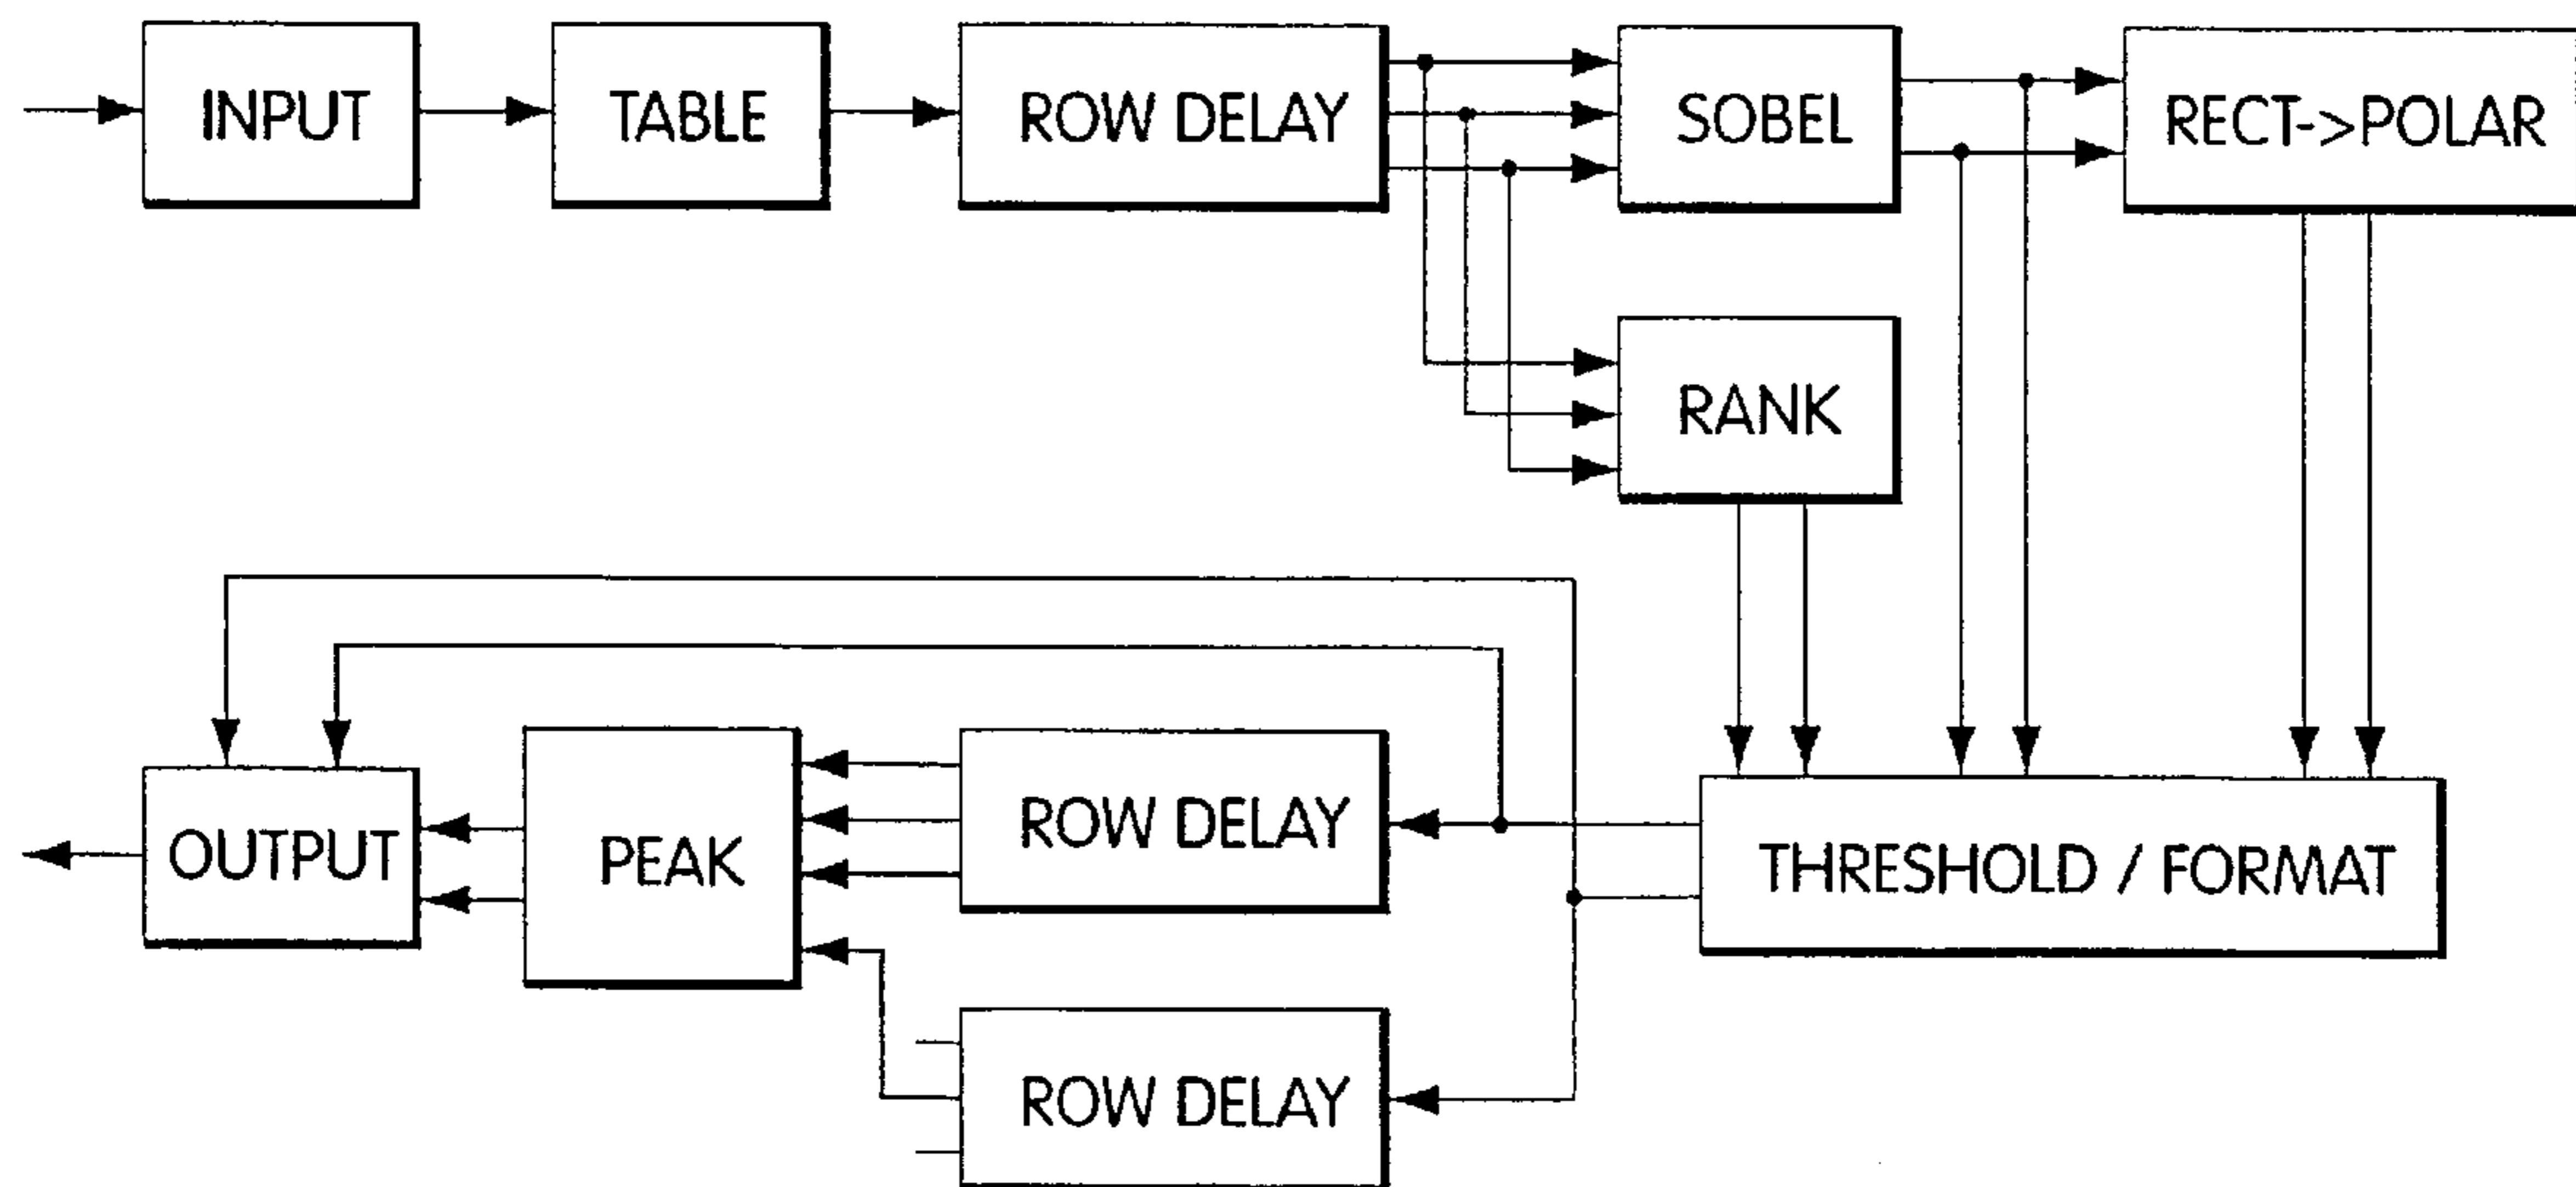 INPUT
TABLE
ROW DELAY
SOBEL
RECT->POLAR
RANK
OUTPUT
PEAK
ROW DELAY
THRESHOLD / FORMAT
ROW DELAY